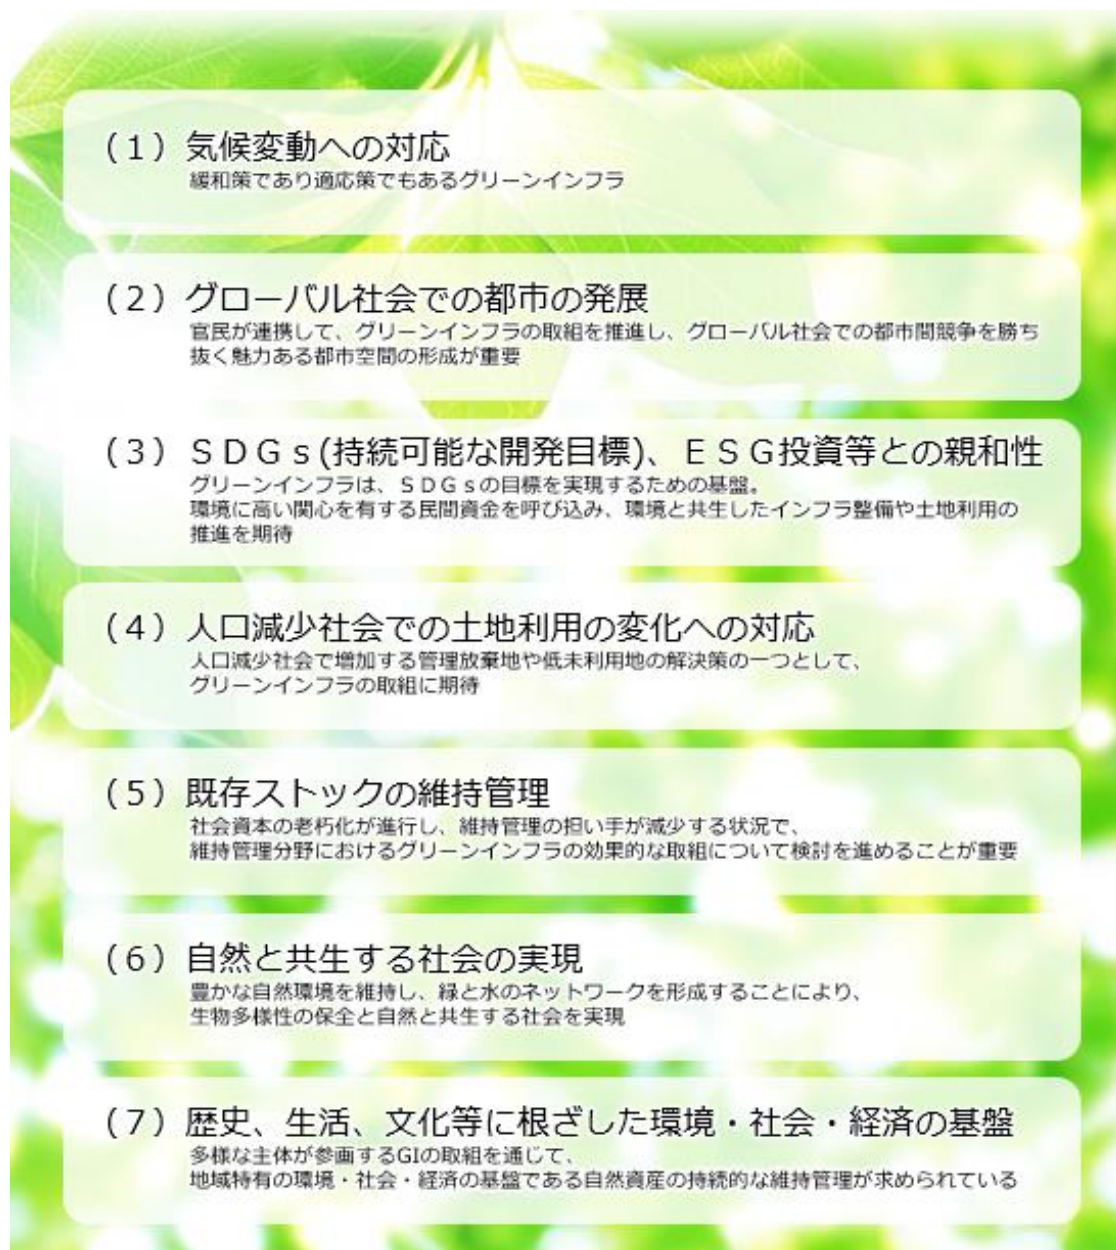 （１）気候変動への対応
緩和策であり適応策でもあるグリーンインフラ
（２）グローバル社会での都市の発展
官民が連携して、グリーンインフラの取組を推進し、グローバル社会での都市間競争を勝ち
抜く魅力ある都市空間の形成が重要
（３）ＳＤＧｓ(持続可能な開発目標)、ＥＳＧ投資等との親和性
グリーンインフラは、ＳＤＧｓの目標を実現するための基盤。
環境に高い関心を有する民間資金を呼び込み、環境と共生したインフラ整備や土地利用の
推進を期待
（４）人口減少社会での土地利用の変化への対応
人口減少社会で増加する管理放棄地や低未利用地の解決策の一つとして、
グリーンインフラの取組に期待
（５）既存ストックの維持管理
社会資本の老朽化が進行し、維持管理の担い手が減少する状況で、
維持管理分野におけるグリーンインフラの効果的な取組について検討を進めることが重要
（６）自然と共生する社会の実現
豊かな自然環境を維持し、緑と水のネットワークを形成することにより、
生物多様性の保全と自然と共生する社会を実現
（７）歴史、生活、文化等に根ざした環境・社会・経済の基盤
多様な主体が参画するGIの取組を通じて、
地域特有の環境・社会・経済の基盤である自然資産の持続的な維持管理が求められている